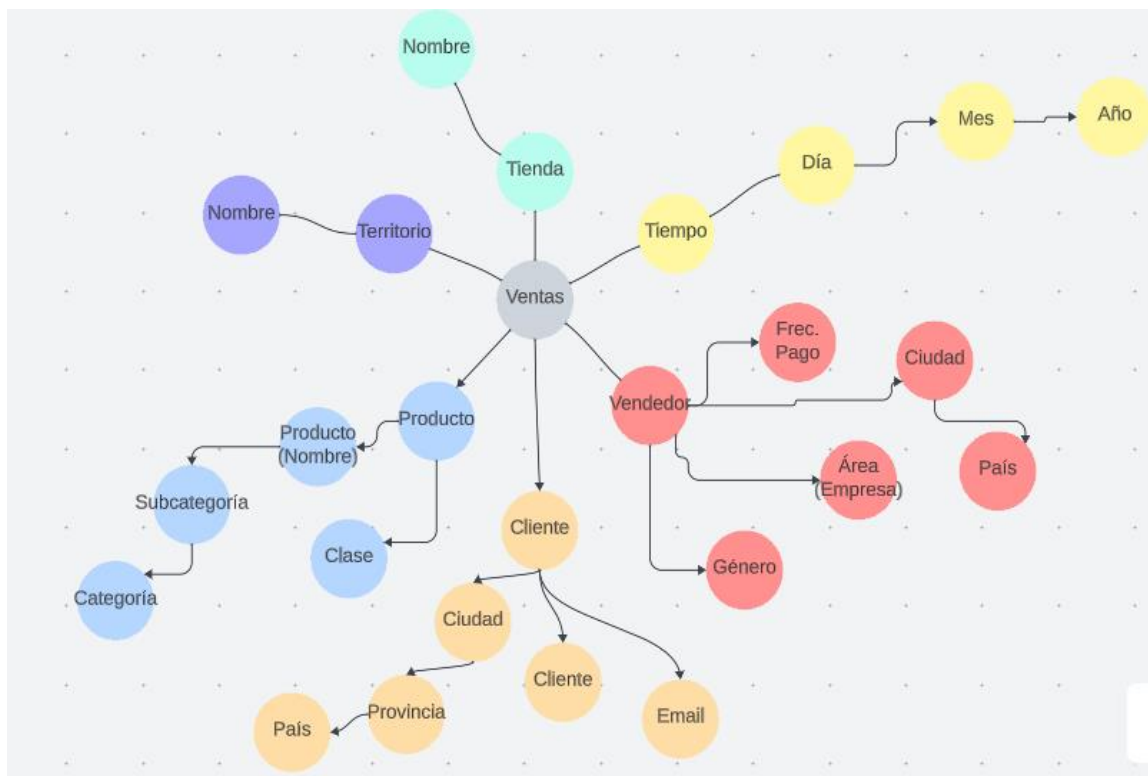 Nombre
Año
Mes
Día
Tienda
Nombre
Territorio
Tiempo
Ventas
Frec.
Pago
Ciudad
Vendedor
Producto
Producto
(Nombre)
Área
(Empresa)
País
Subcategoría
Cliente
Clase
Género
Categoría
Ciudad
Cliente
Provincia
Email
País